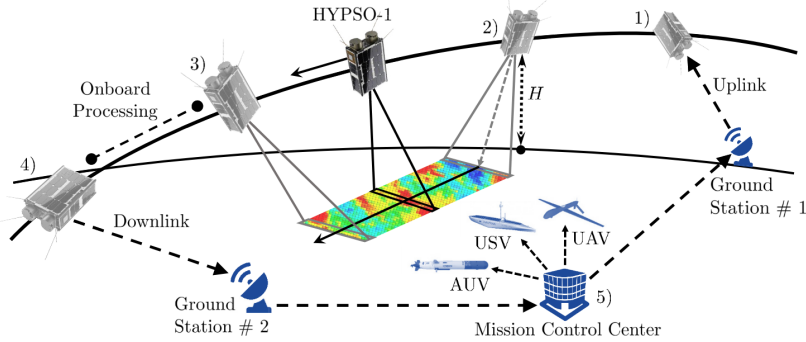 HYPSO-1
2)
1)
3)
Onboard
Processing
H
Uplink
4)
Ground
Station # 1
Downlink
USV
UAV
AUV
5)
Ground
Station # 2
Mission Control Center